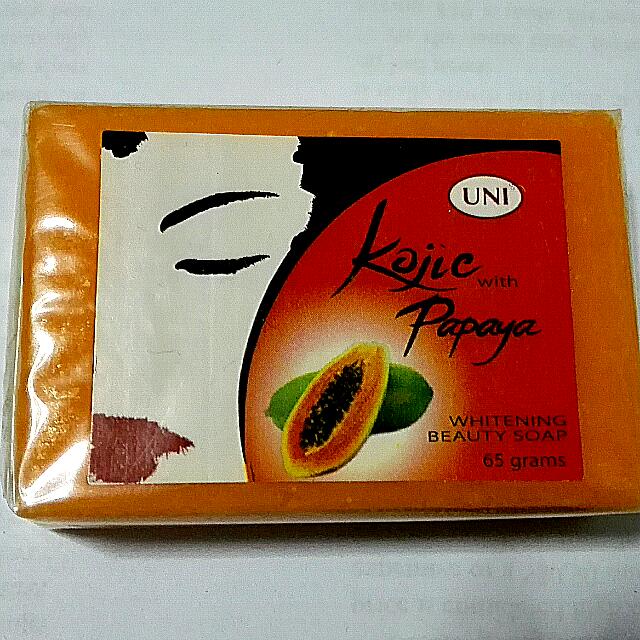 UNI
Kojic with
Papaya
WHITENING
BEAUTY SOAP
65 grams